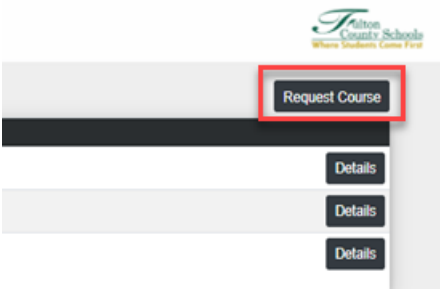 Fulton
County Schools
Where Students Come First
Request Course
Details
Details
Details